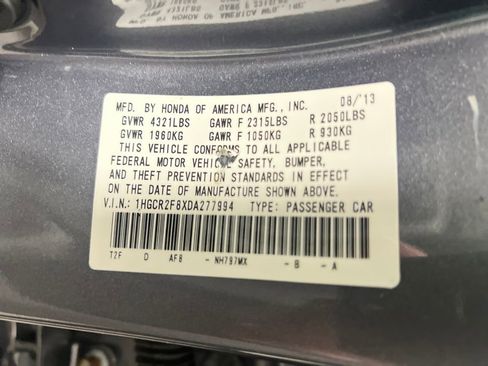 MFD. BY HONDA OF AMERICA MFG., INC. 08/'13
GVWR 4321LBS GAWR F 2315LBS R 2050LBS
GVWR 1960KG GAWR F 1050KG R 930KG
THIS VEHICLE CONFORMS TO ALL APPLICABLE
FEDERAL MOTOR VEHICLE SAFETY, BUMPER,
AND THEFT PREVENTION STANDARDS IN EFFECT
ON THE DATE OF MANUFACTURE SHOWN ABOVE.
V.I.N.: 1HGCR2F8XDA277994 TYPE: PASSENGER CAR
T2F D AF8 - NH797MX - B - A